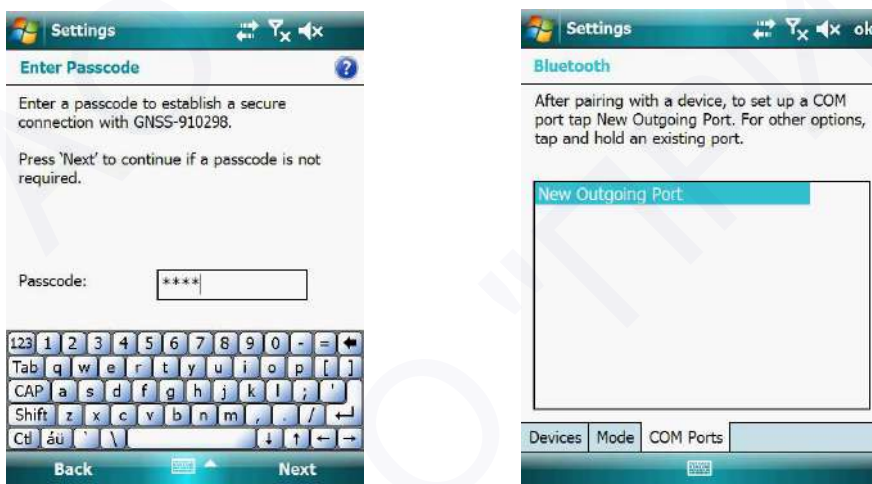 Settings
Enter Passcode
Enter a passcode to establish a secure
connection with GNSS-910298.
Press `Next' to continue if a passcode is not
required.
Passcode: ****
123 1 2 3 4 5 6 7 8 9 0 - =
Tab q w e r t y u i o p [ ]
CAP a s d f g h j k l ; '
Shift z x c v b n m , . /
Ctl áü ` \
Back Next
Settings ok
Bluetooth
After pairing with a device, to set up a COM
port tap New Outgoing Port. For other options,
tap and hold an existing port.
New Outgoing Port
Devices Mode COM Ports